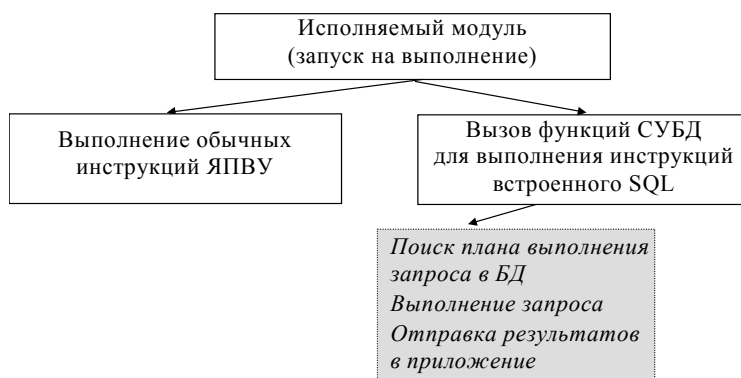 Исполняемый модуль
(запуск на выполнение)
Выполнение обычных
инструкций ЯПВУ
Вызов функций СУБД
для выполнения инструкций
встроенного SQL
Поиск плана выполнения
запроса в БД
Выполнение запроса
Отправка результатов
в приложение